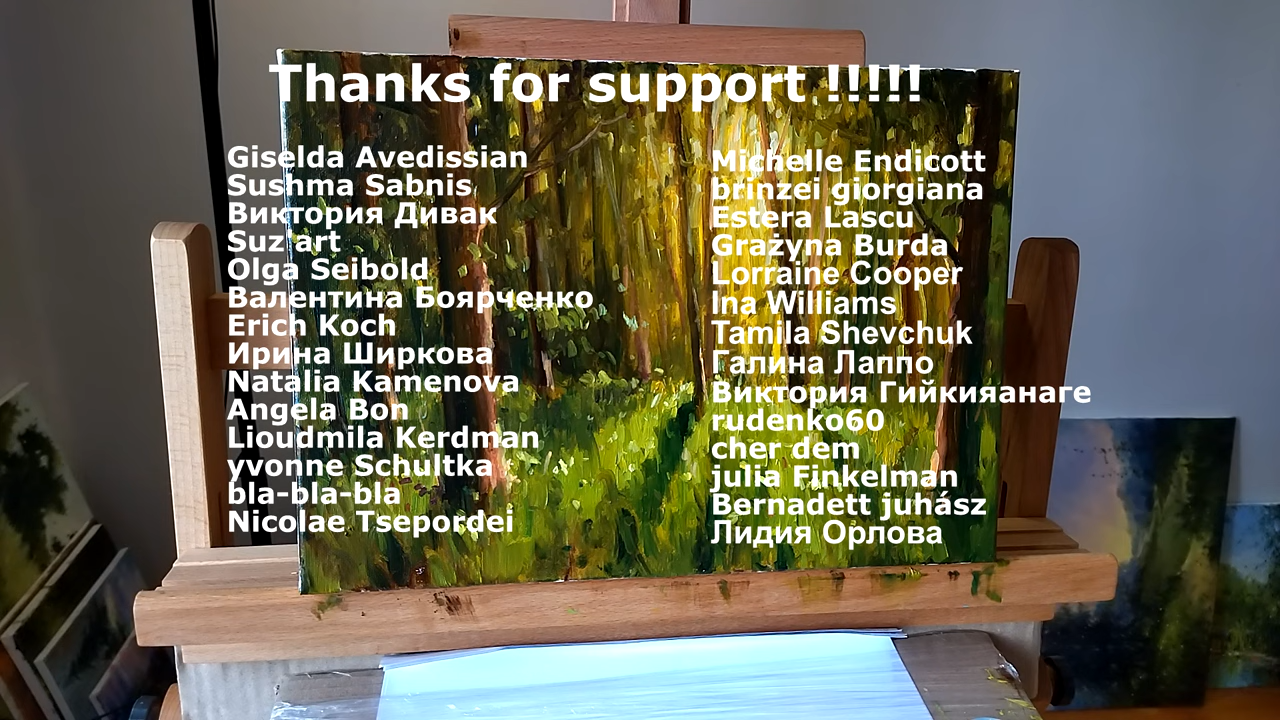 Thanks for support !!!!!
Giselda Avedissian
Sushma Sabnis
Виктория Дивак
Suz art
Olga Seibold
Валентина Боярченко
Erich Koch
Ирина Ширкова
Natalia Kamenova
Angela Bon
Lioudmila Kerdman
yvonne Schultka
bla-bla-bla
Nicolae Tsepordei
Michelle Endicott
brinzei giorgiana
Estera Lascu
Grażyna Burda
Lorraine Cooper
Ina Williams
Tamila Shevchuk
Галина Лаппо
Виктория Гийкияанаге
rudenko60
cher dem
julia Finkelman
Bernadett juhász
Лидия Орлова